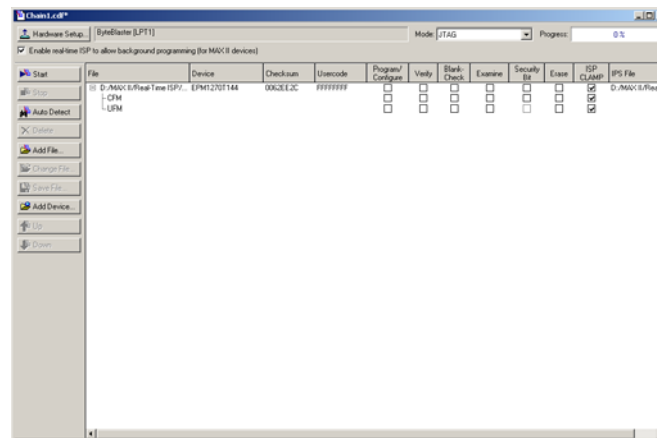 Chain1.cdf*
Hardware Setup... ByteBlaster [LPT1] Mode: JTAG Progress: 0 %
Enable real-time ISP to allow background programming (for MAX II devices)
Start
Stop
Auto Detect
Delete
Add File...
Change File...
Save File...
Add Device...
Up
Down
File Device Checksum Usercode Program/Configure Verify Blank-Check Examine Security Bit Erase ISP CLAMP IPS File
D:/MAX II/Real-Time ISP/... EPM1270T144 0062EE2C FFFFFFFF D:/MAX II/Rea
CFM
UFM